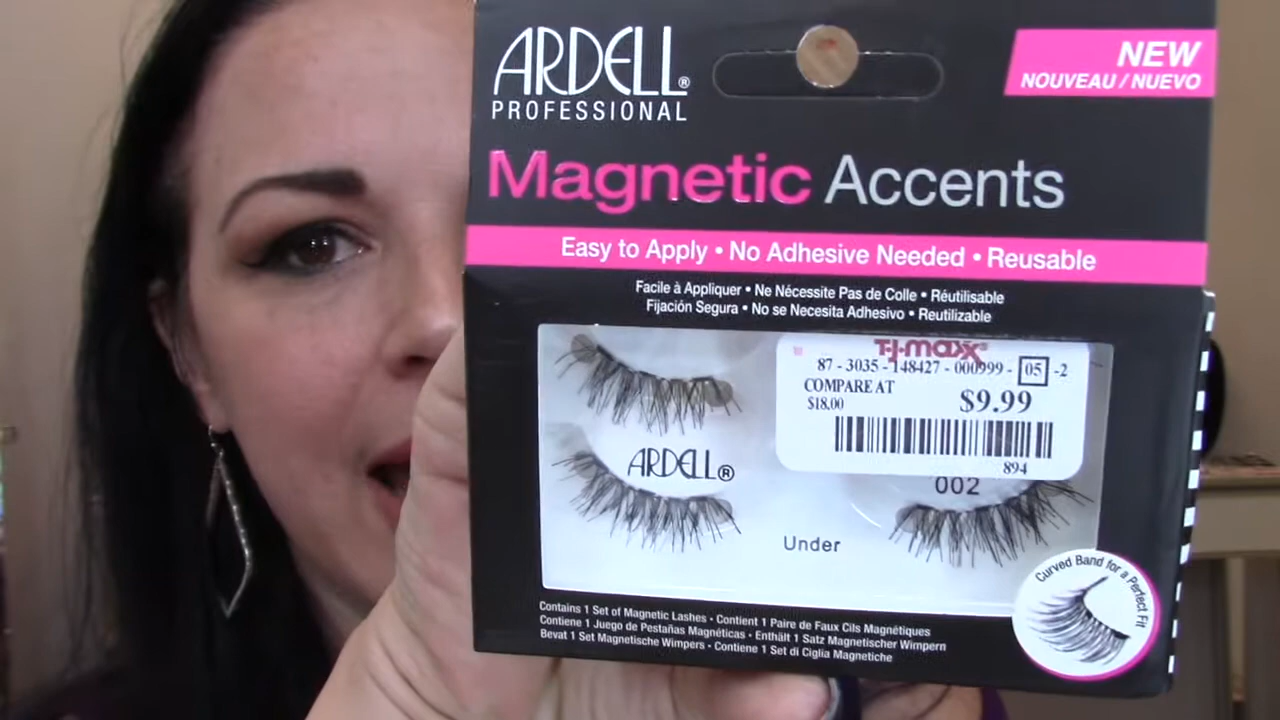 ARDELL®
PROFESSIONAL
NEW
NOUVEAU / NUEVO
Magnetic Accents
Easy to Apply • No Adhesive Needed • Reusable
Facile à Appliquer • Ne Nécessite Pas de Colle • Réutilisable
Fijación Segura • No se Necesita Adhesivo • Reutilizable
T•J•maxx®
87 - 3035 - 148427 - 000999 - 05 - 2
COMPARE AT
$18.00
$9.99
894
ARDELL®
002
Under
Curved Band for a Perfect Fit
Contains 1 Set of Magnetic Lashes • Contient 1 Paire de Faux Cils Magnétiques
Contiene 1 Juego de Pestañas Magnéticas • Enthält 1 Satz Magnetischer Wimpern
Bevat 1 Set Magnetische Wimpers • Contiene 1 Set di Ciglia Magnetiche